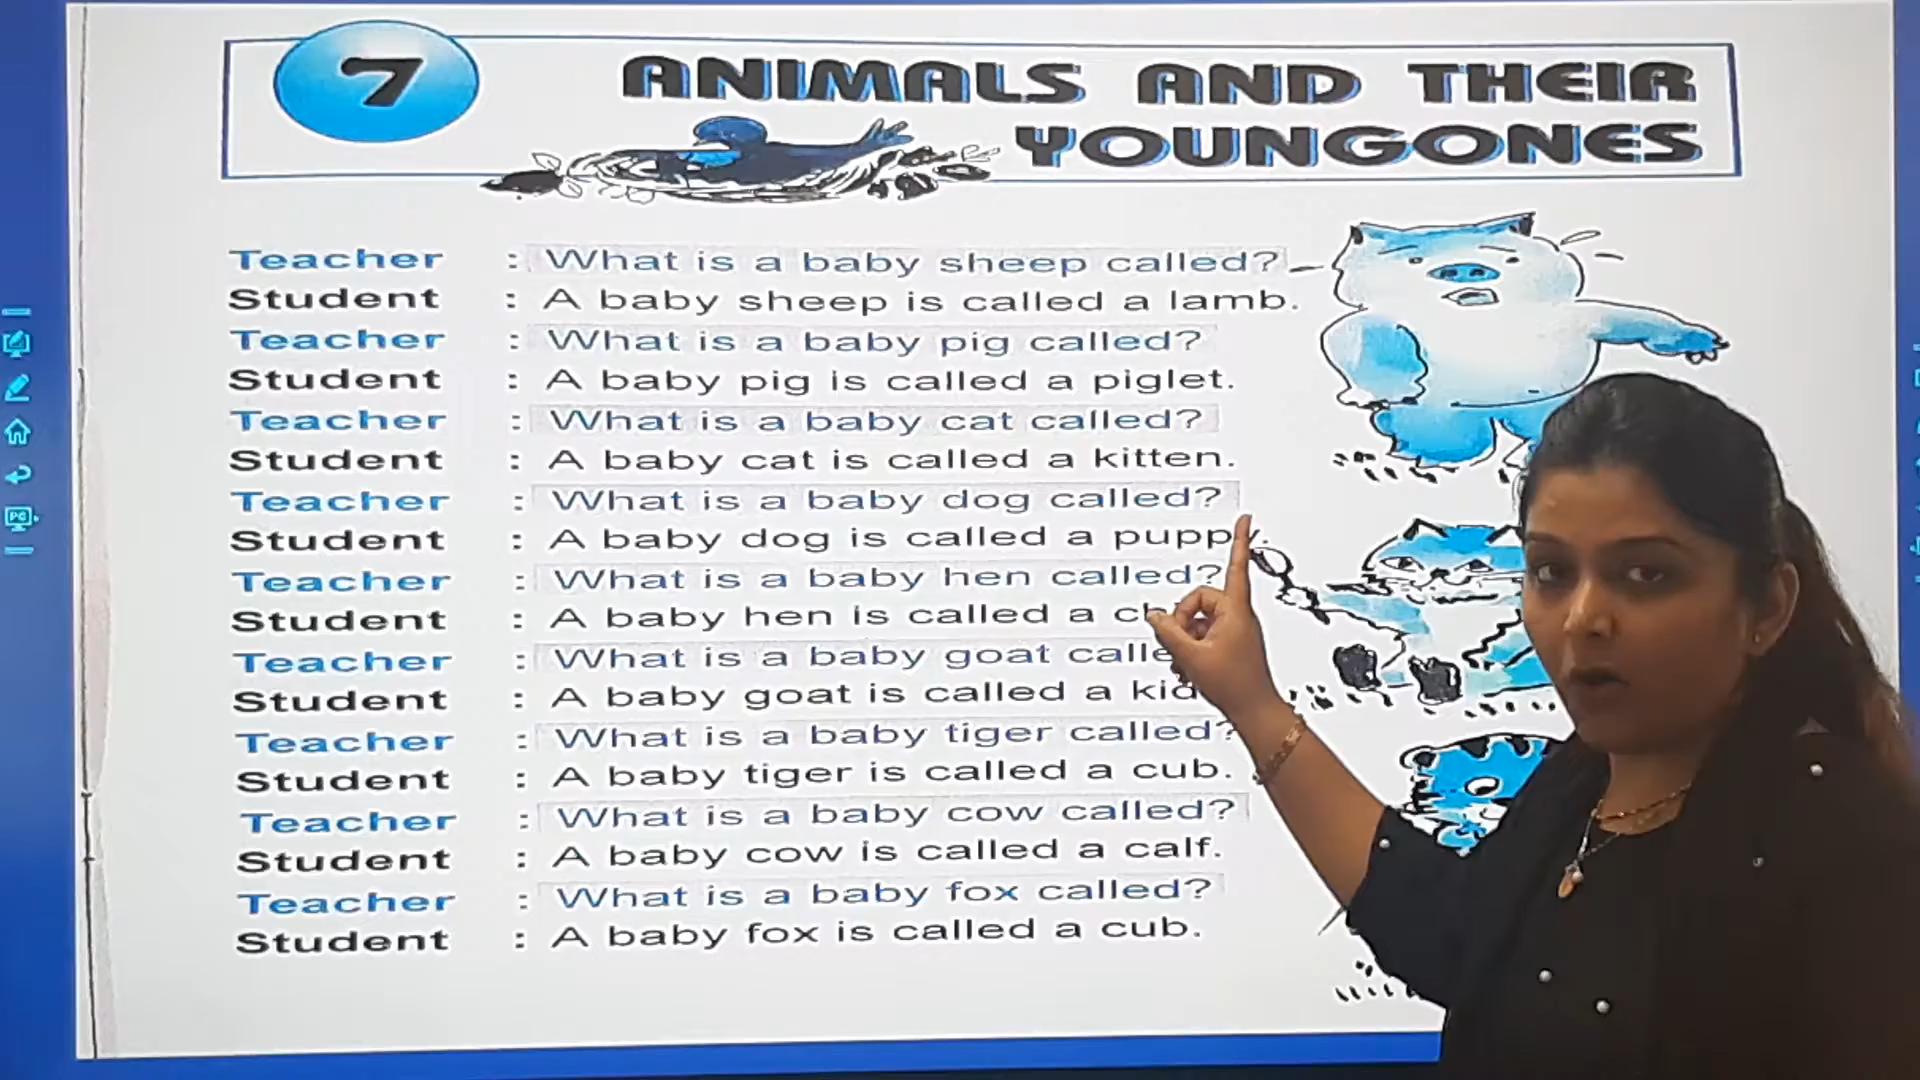 7
ANIMALS AND THEIR
YOUNGONES
Teacher : What is a baby sheep called?
Student : A baby sheep is called a lamb.
Teacher : What is a baby pig called?
Student : A baby pig is called a piglet.
Teacher : What is a baby cat called?
Student : A baby cat is called a kitten.
Teacher : What is a baby dog called?
Student : A baby dog is called a puppy.
Teacher : What is a baby hen called?
Student : A baby hen is called a
Teacher : What is a baby goat
Student : A baby goat is called a kid
Teacher : What is a baby tiger called?
Student : A baby tiger is called a cub.
Teacher : What is a baby cow called?
Student : A baby cow is called a calf.
Teacher : What is a baby fox called?
Student : A baby fox is called a cub.
PC